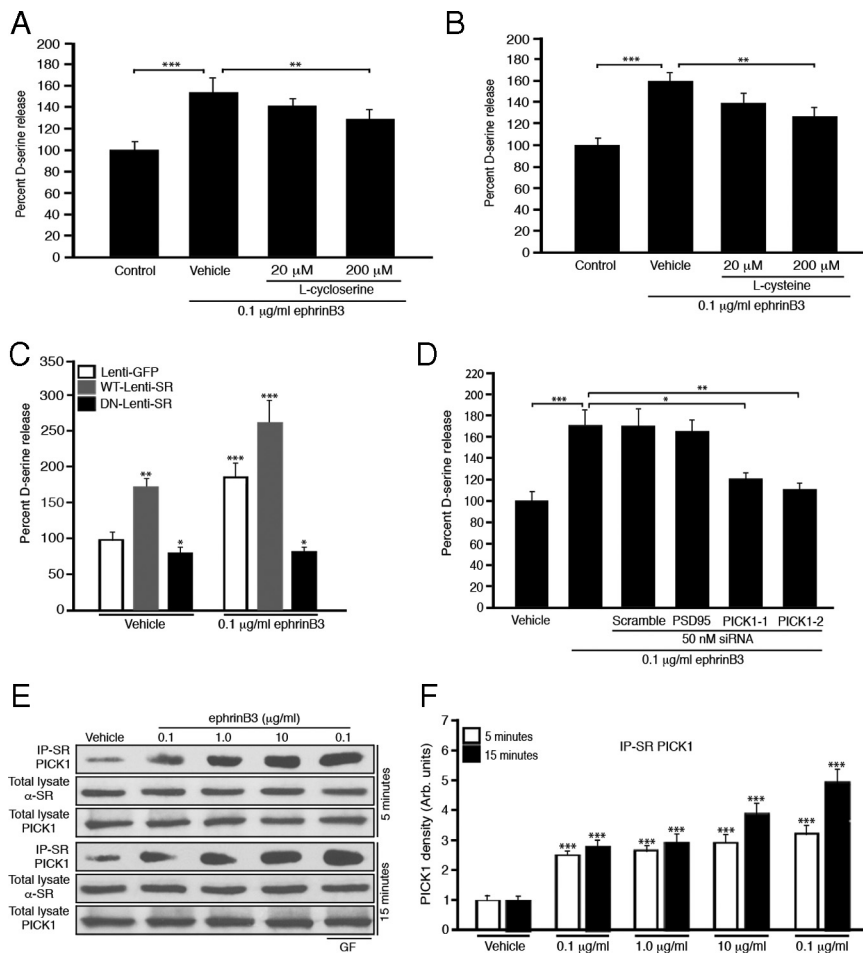 A
Percent D-serine release
200
180
160
140
120
100
80
60
40
20
0
***
**
Control
Vehicle
20 µM
200 µM
L-cycloserine
0.1 µg/ml ephrinB3
B
Percent D-serine release
200
180
160
140
120
100
80
60
40
20
0
***
**
Control
Vehicle
20 µM
200 µM
L-cysteine
0.1 µg/ml ephrinB3
C
Percent D-serine release
350
300
250
200
150
100
50
0
Lenti-GFP
WT-Lenti-SR
DN-Lenti-SR
**
*
***
***
*
Vehicle
0.1 µg/ml ephrinB3
D
Percent D-serine release
220
200
180
160
140
120
100
80
60
40
20
0
***
**
*
Vehicle
Scramble
PSD95
PICK1-1
PICK1-2
50 nM siRNA
0.1 µg/ml ephrinB3
E
ephrinB3 (µg/ml)
Vehicle
0.1
1.0
10
0.1
IP-SR
PICK1
Total lysate
α-SR
Total lysate
PICK1
5 minutes
IP-SR
PICK1
Total lysate
α-SR
Total lysate
PICK1
15 minutes
GF
F
PICK1 density (Arb. units)
7
6
5
4
3
2
1
0
5 minutes
15 minutes
IP-SR PICK1
***
***
***
***
***
***
***
***
Vehicle
0.1 µg/ml
1.0 µg/ml
10 µg/ml
0.1 µg/ml